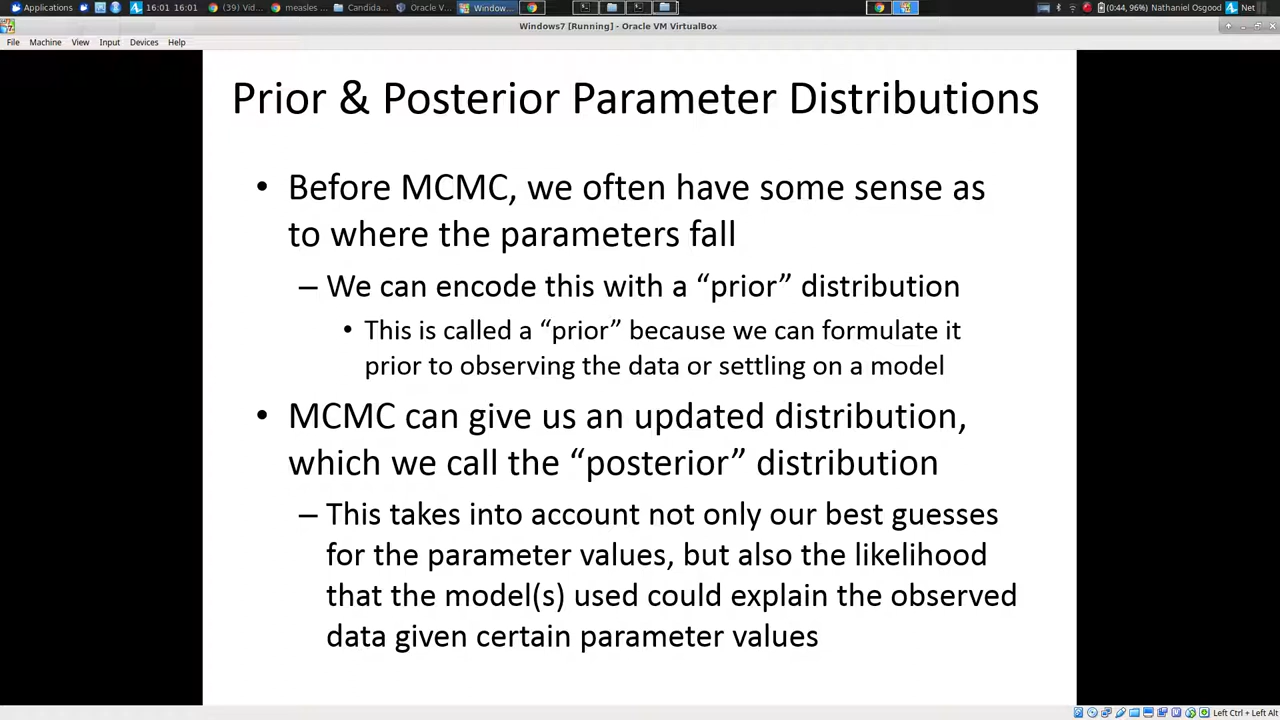 Applications
16:01 16:01
(39) Vid...
measles ...
Candida...
Oracle V...
Window...
(0:44, 96%) Nathaniel Osgood
Net
Windows7 [Running] - Oracle VM VirtualBox
File Machine View Input Devices Help
Prior & Posterior Parameter Distributions
• Before MCMC, we often have some sense as
to where the parameters fall
– We can encode this with a “prior” distribution
• This is called a “prior” because we can formulate it
prior to observing the data or settling on a model
• MCMC can give us an updated distribution,
which we call the “posterior” distribution
– This takes into account not only our best guesses
for the parameter values, but also the likelihood
that the model(s) used could explain the observed
data given certain parameter values
Left Ctrl + Left Alt